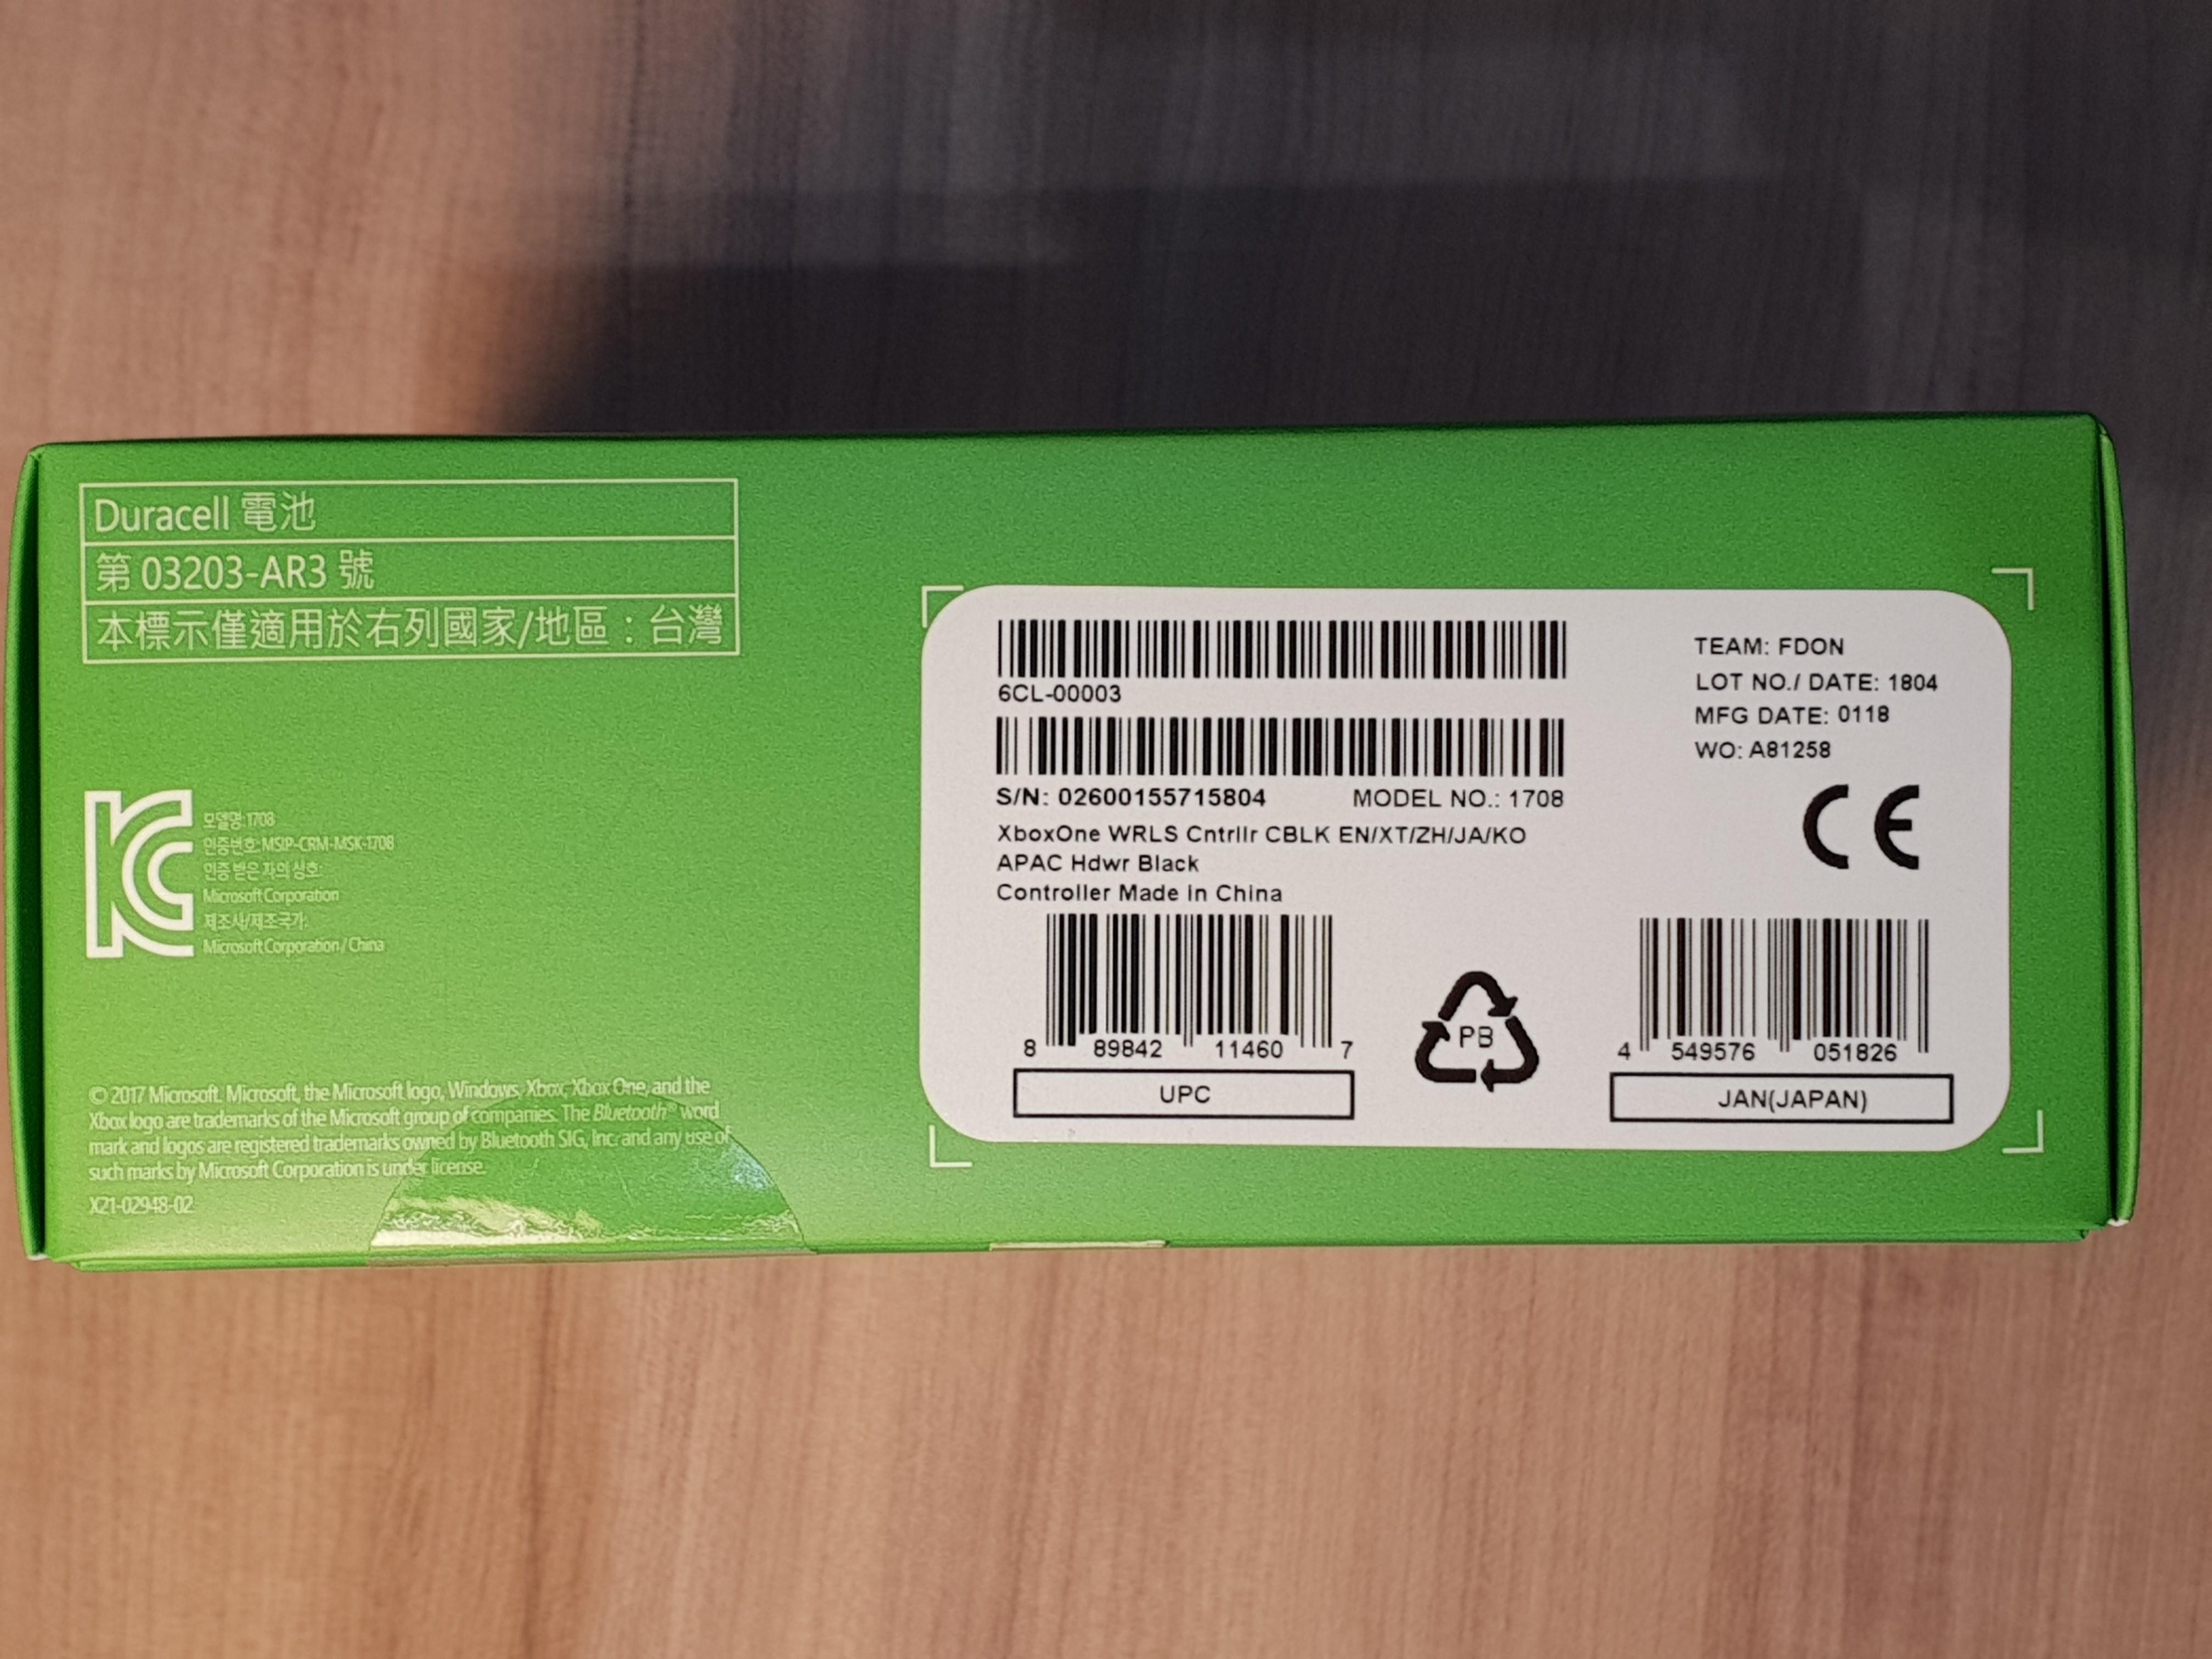 Duracell 電池
第 03203-AR3 號
本標示僅適用於右列國家/地區：台灣
모델명:1708
인증번호: MSIP-CRM-MSK-1708
인증 받은 자의 상호:
Microsoft Corporation
제조사/제조국가:
Microsoft Corporation / China
© 2017 Microsoft. Microsoft, the Microsoft logo, Windows, Xbox, Xbox One, and the
Xbox logo are trademarks of the Microsoft group of companies. The Bluetooth® word
mark and logos are registered trademarks owned by Bluetooth SIG, Inc. and any use of
such marks by Microsoft Corporation is under license.
X21-02948-02
6CL-00003
S/N: 02600155715804 MODEL NO.: 1708
XboxOne WRLS Cntrllr CBLK EN/XT/ZH/JA/KO
APAC Hdwr Black
Controller Made in China
8 89842 11460 7
UPC
TEAM: FDON
LOT NO./ DATE: 1804
MFG DATE: 0118
WO: A81258
CE
PB
4 549576 051826
JAN(JAPAN)